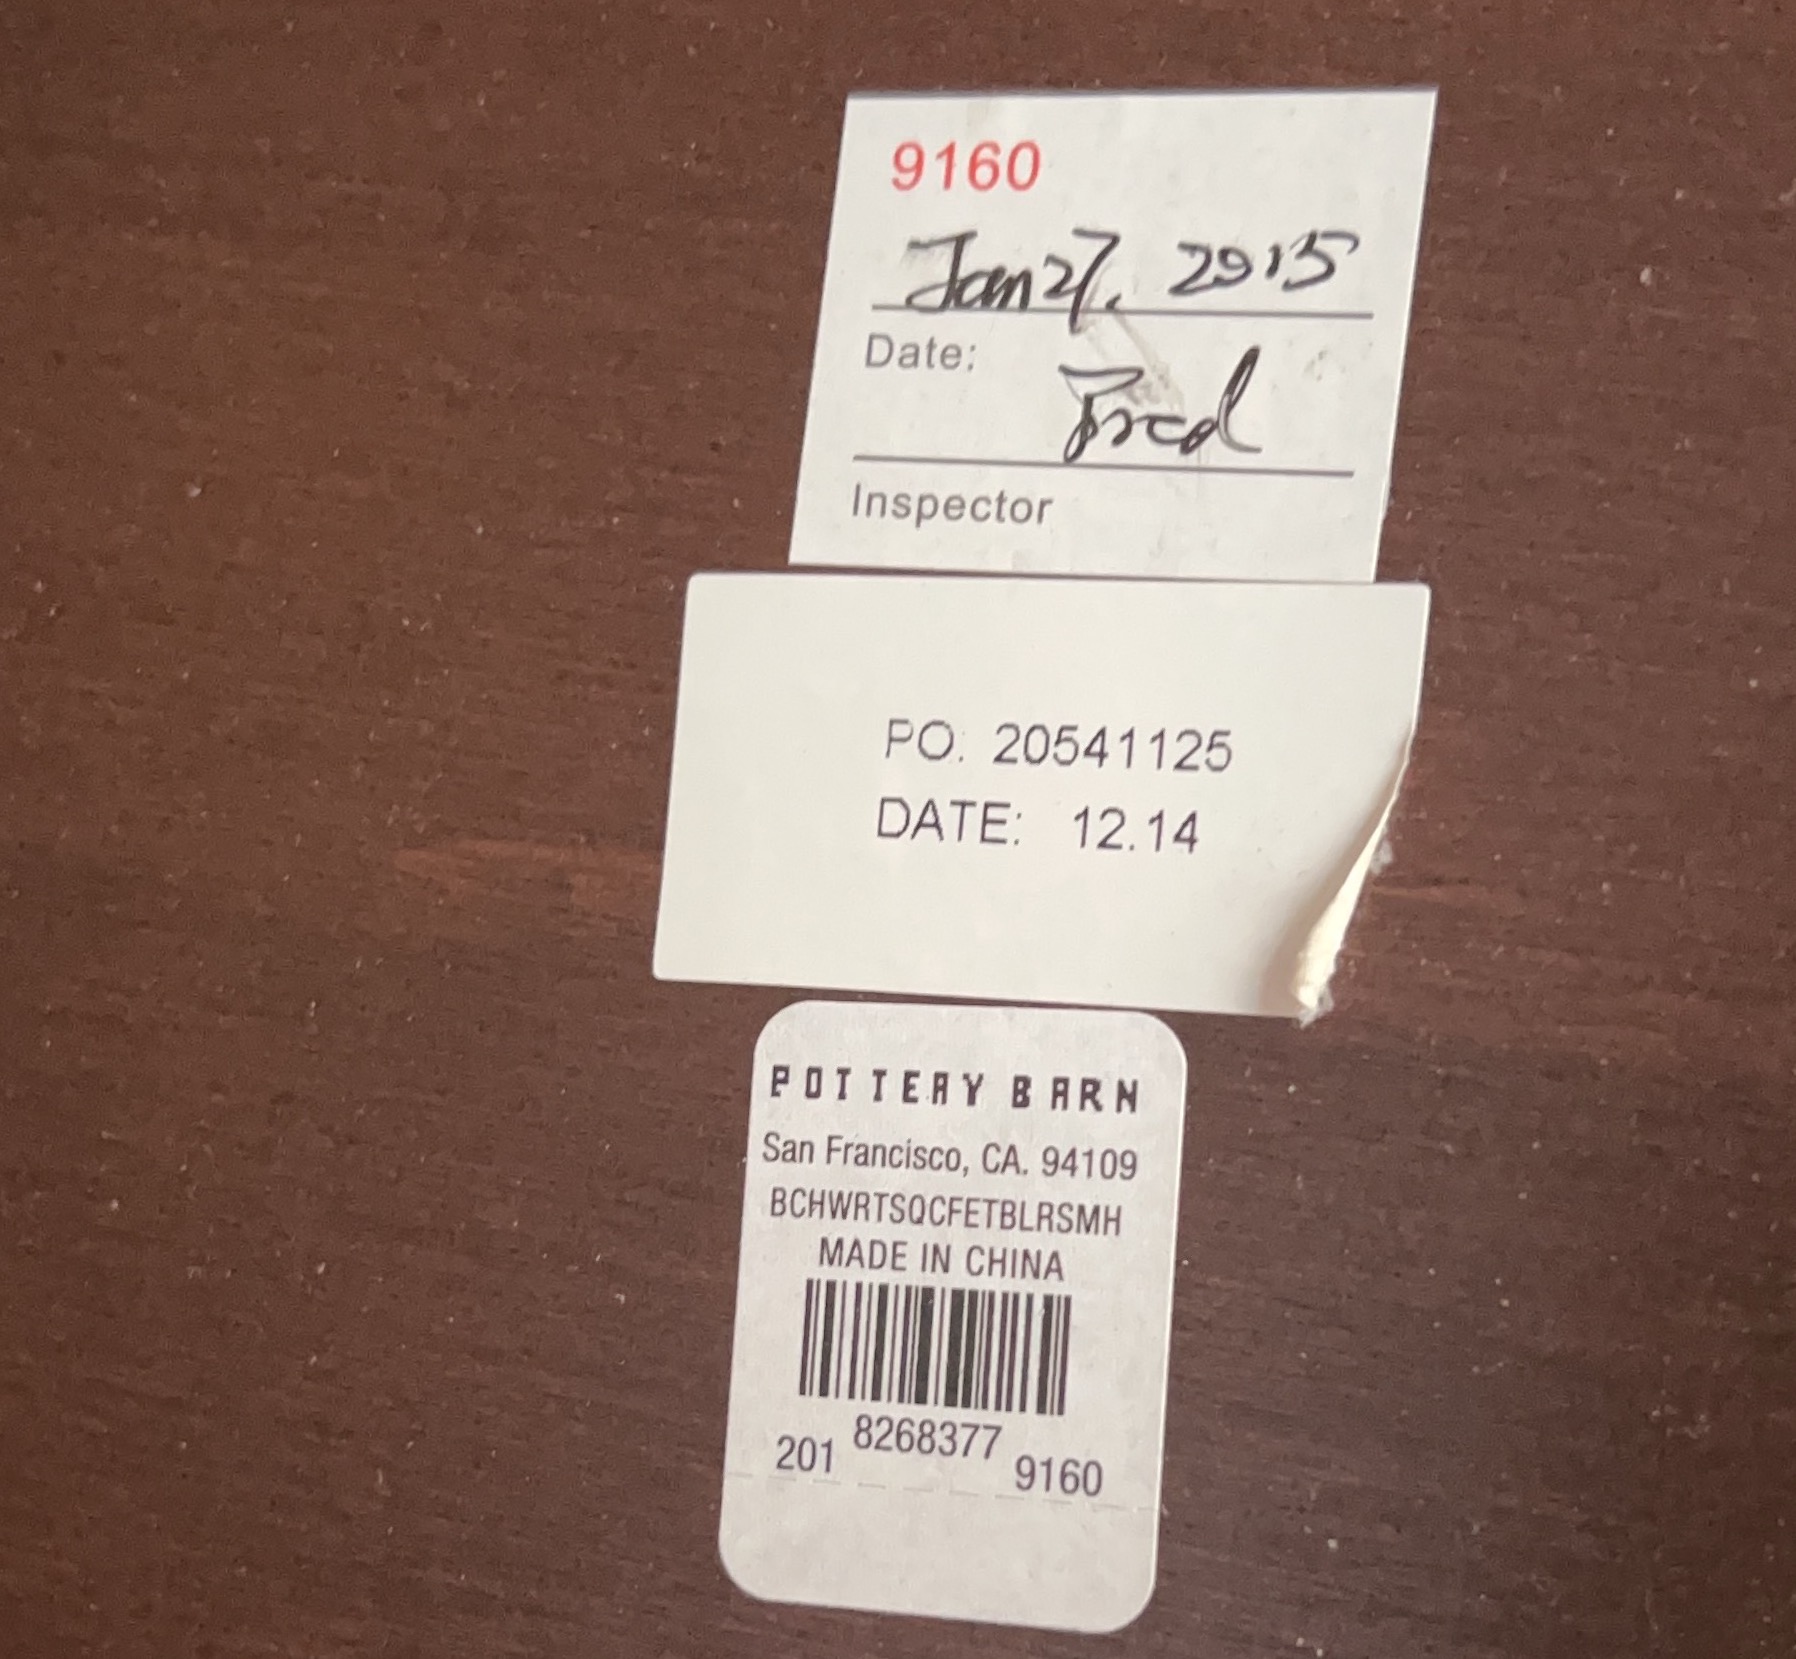 9160
Jan 27. 2015
Date:
Fred
Inspector
PO: 20541125
DATE: 12.14
POTTERY BARN
San Francisco, CA. 94109
BCHWRTSQCFETBLRSMH
MADE IN CHINA
8268377
201 9160